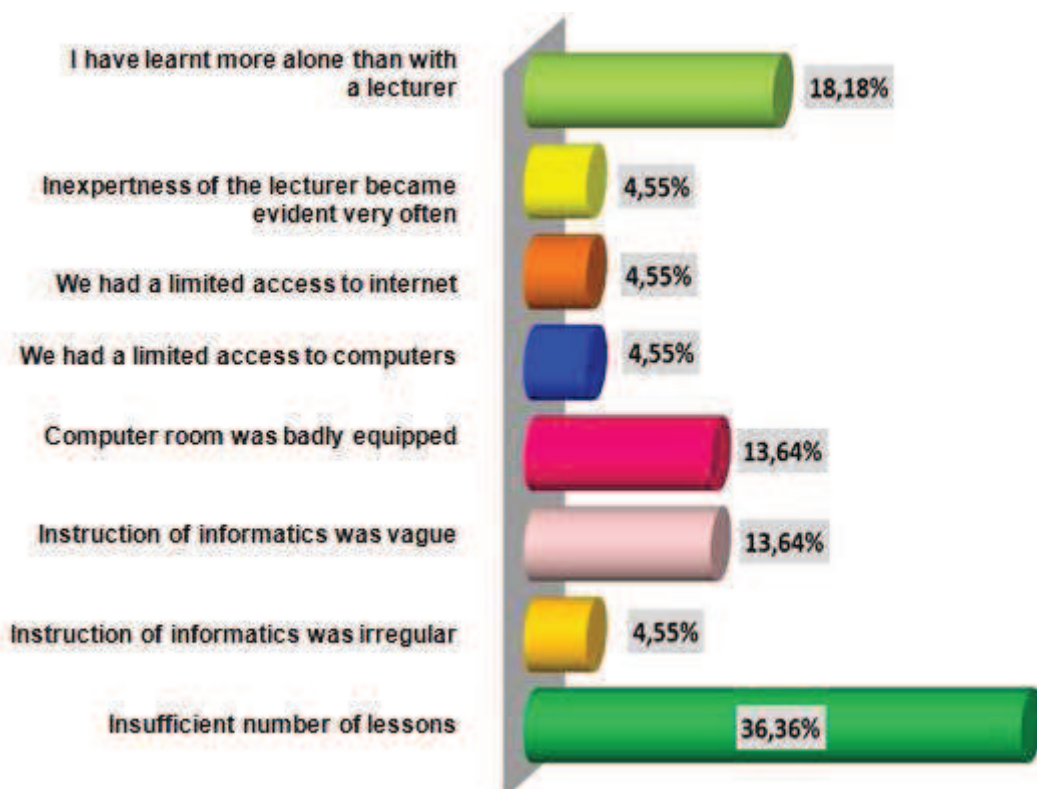 I have learnt more alone than with
a lecturer
18,18%
Inexpertness of the lecturer became
evident very often
4,55%
We had a limited access to internet
4,55%
We had a limited access to computers
4,55%
Computer room was badly equipped
13,64%
Instruction of informatics was vague
13,64%
Instruction of informatics was irregular
4,55%
Insufficient number of lessons
36,36%